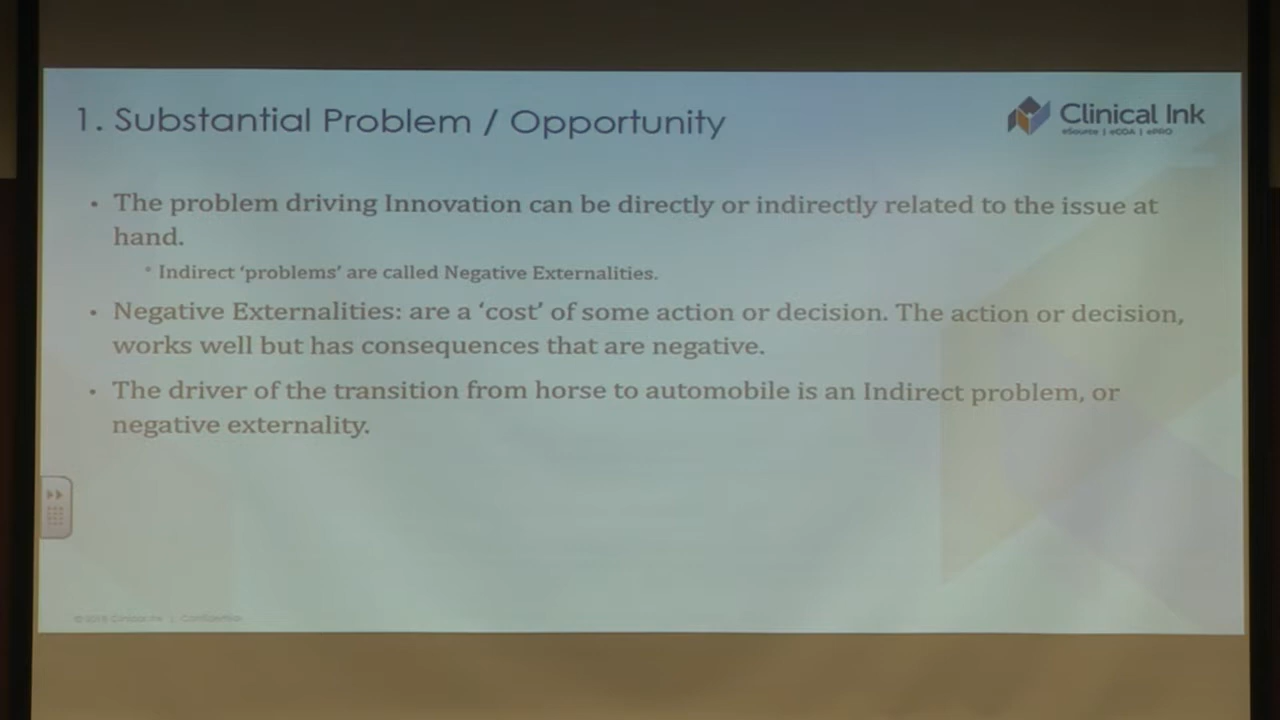 1. Substantial Problem / Opportunity
Clinical Ink
eSource | eCOA | ePRO
• The problem driving Innovation can be directly or indirectly related to the issue at
hand.
• Indirect ‘problems’ are called Negative Externalities.
• Negative Externalities: are a ‘cost’ of some action or decision. The action or decision,
works well but has consequences that are negative.
• The driver of the transition from horse to automobile is an Indirect problem, or
negative externality.
Clinical Ink | Confidential